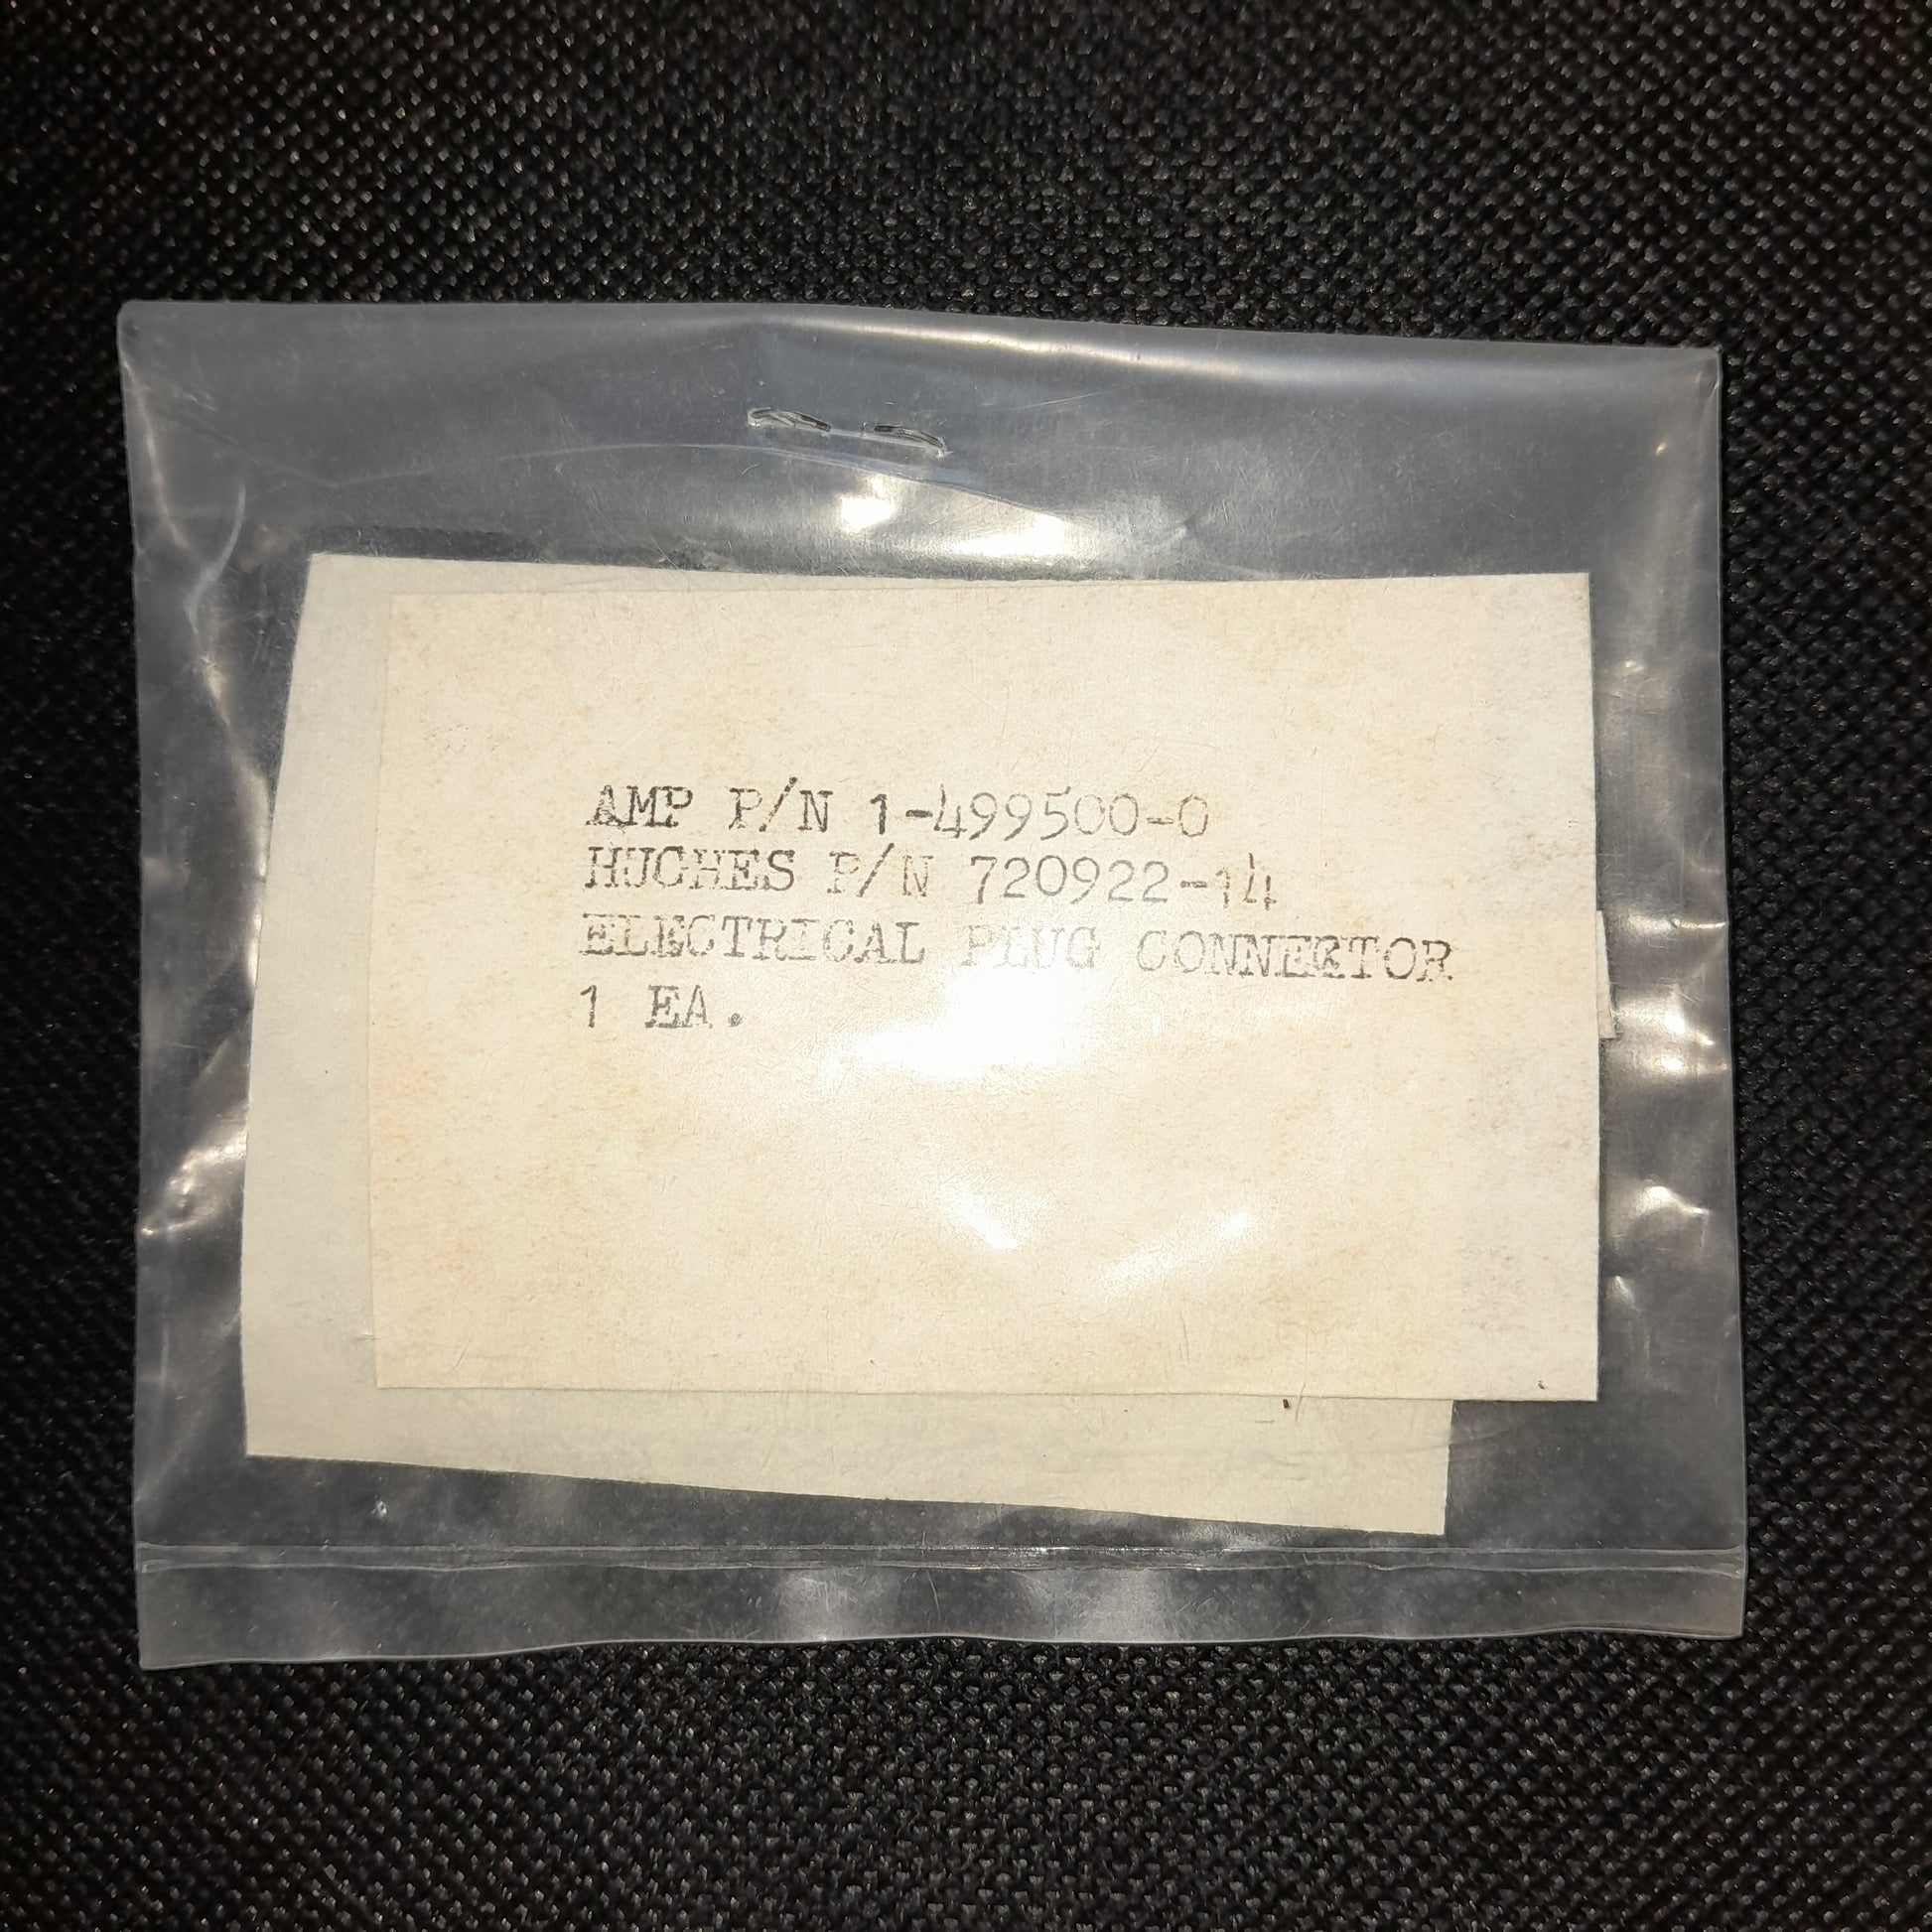 AMP P/N 1-499500-0
HUGHES P/N 720922-14
ELECTRICAL PLUG CONNECTOR
1 EA.